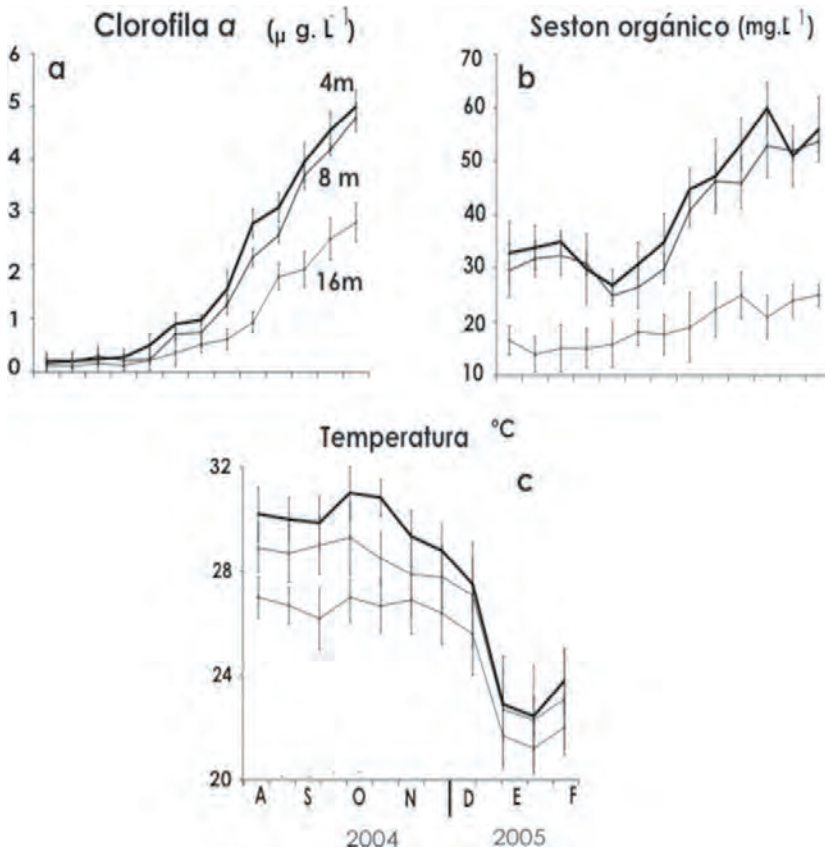 Clorofila a (μ g. L⁻¹)
a
6
5
4
3
2
1
0
4m
8 m
16m
Seston orgánico (mg.L⁻¹)
b
70
60
50
40
30
20
10
Temperatura °C
c
32
28
24
20
A S O N D E F
2004 2005